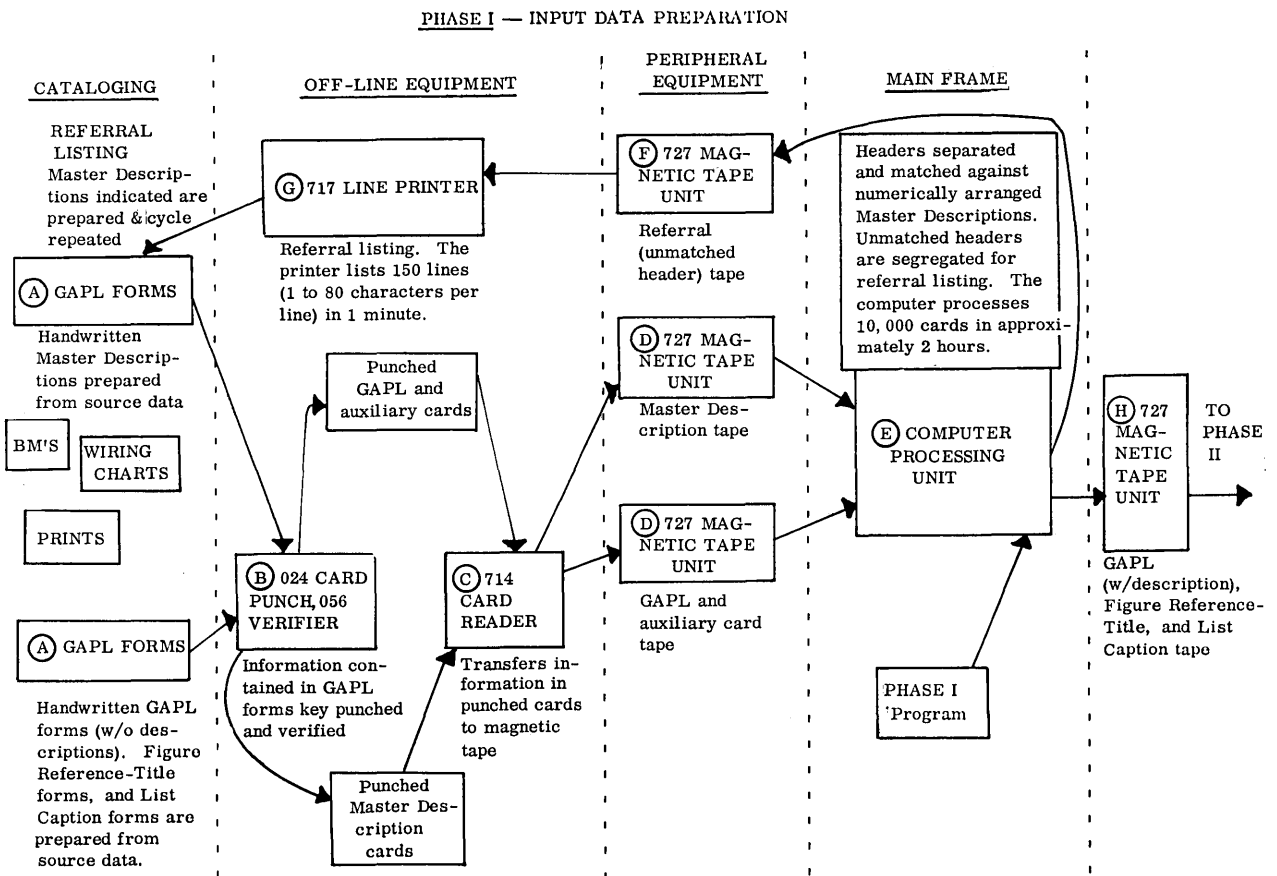 PHASE I — INPUT DATA PREPARATION
CATALOGING
OFF-LINE EQUIPMENT
PERIPHERAL
EQUIPMENT
MAIN FRAME
REFERRAL
LISTING
Master Descrip-
tions indicated are
prepared & cycle
repeated
A GAPL FORMS
Handwritten
Master Descrip-
tions prepared
from source data
BM'S
WIRING
CHARTS
PRINTS
A GAPL FORMS
Handwritten GAPL
forms (w/o des-
criptions). Figure
Reference-Title
forms, and List
Caption forms are
prepared from
source data.
G 717 LINE PRINTER
Referral listing. The
printer lists 150 lines
(1 to 80 characters per
line) in 1 minute.
Punched
GAPL and
auxiliary cards
B 024 CARD
PUNCH, 056
VERIFIER
Information con-
tained in GAPL
forms key punched
and verified
C 714
CARD
READER
Transfers in-
formation in
punched cards
to magnetic
tape
Punched
Master Des-
cription
cards
F 727 MAG-
NETIC TAPE
UNIT
Referral
(unmatched
header) tape
D 727 MAG-
NETIC TAPE
UNIT
Master Des-
cription tape
D 727 MAG-
NETIC TAPE
UNIT
GAPL and
auxiliary card
tape
Headers separated
and matched against
numerically arranged
Master Descriptions.
Unmatched headers
are segregated for
referral listing. The
computer processes
10,000 cards in approxi-
mately 2 hours.
E COMPUTER
PROCESSING
UNIT
PHASE I
Program
H 727
MAG-
NETIC
TAPE
UNIT
TO
PHASE
II
GAPL
(w/description),
Figure Reference-
Title, and List
Caption tape